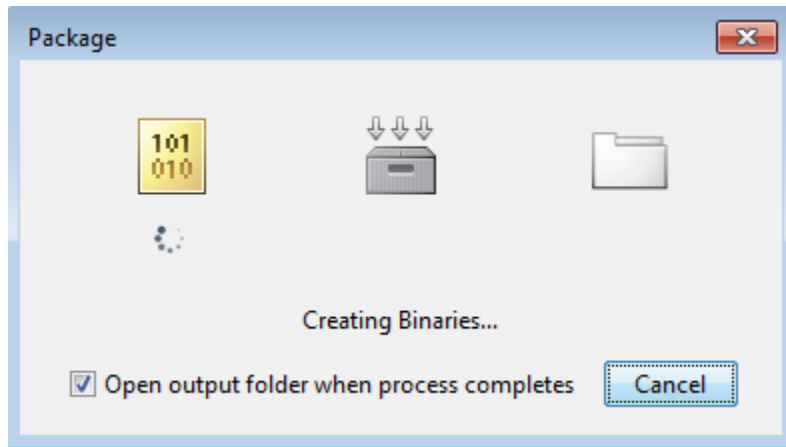 Package
101
010
Creating Binaries...
Open output folder when process completes
Cancel